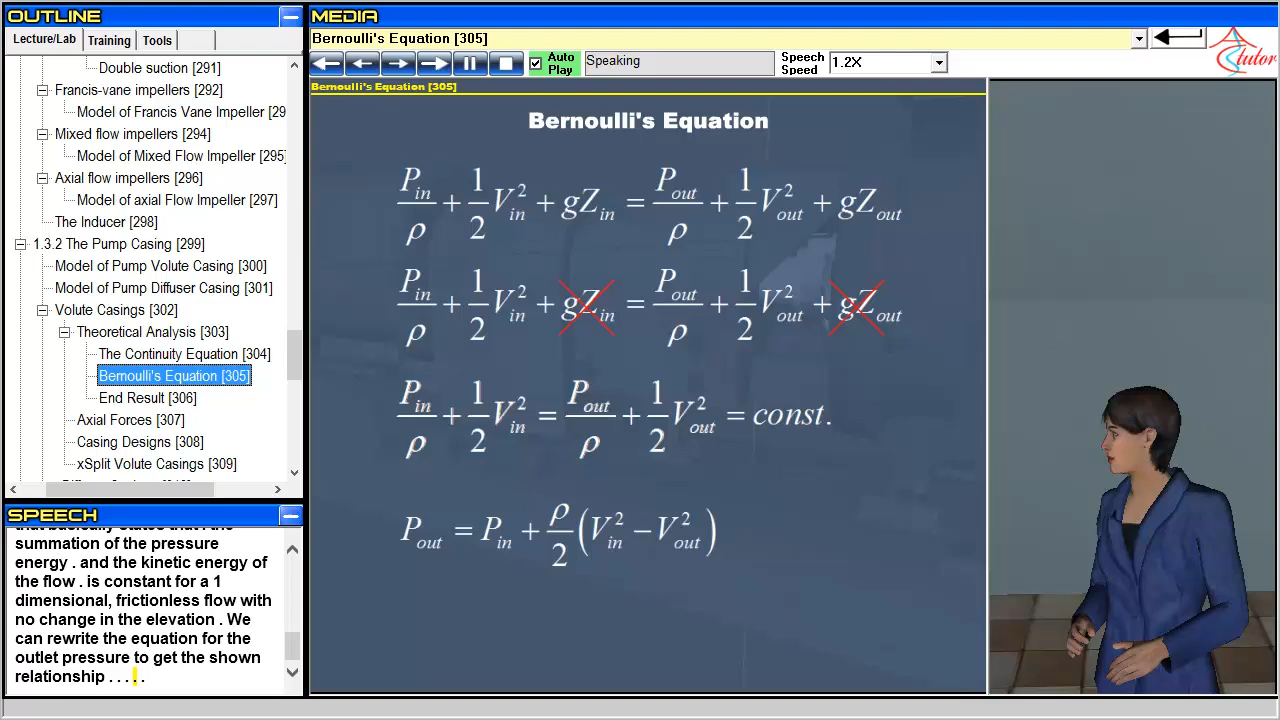 OUTLINE
Lecture/Lab Training Tools
Double suction [291]
Francis-vane impellers [292]
Model of Francis Vane Impeller [29
Mixed flow impellers [294]
Model of Mixed Flow Impeller [295]
Axial flow impellers [296]
Model of axial Flow Impeller [297]
The Inducer [298]
1.3.2 The Pump Casing [299]
Model of Pump Volute Casing [300]
Model of Pump Diffuser Casing [301]
Volute Casings [302]
Theoretical Analysis [303]
The Continuity Equation [304]
Bernoulli's Equation [305]
End Result [306]
Axial Forces [307]
Casing Designs [308]
xSplit Volute Casings [309]
SPEECH
summation of the pressure
energy . and the kinetic energy of
the flow . is constant for a 1
dimensional, frictionless flow with
no change in the elevation . We
can rewrite the equation for the
outlet pressure to get the shown
relationship . . . . .
MEDIA
Bernoulli's Equation [305]
Auto Play
Speaking
Speech Speed
1.2X
tutor
Bernoulli's Equation [305]
Bernoulli's Equation
P_in/ρ + 1/2 V_in^2 + gZ_in = P_out/ρ + 1/2 V_out^2 + gZ_out
P_in/ρ + 1/2 V_in^2 + gZ_in = P_out/ρ + 1/2 V_out^2 + gZ_out
P_in/ρ + 1/2 V_in^2 = P_out/ρ + 1/2 V_out^2 = const.
P_out = P_in + ρ/2 (V_in^2 − V_out^2)